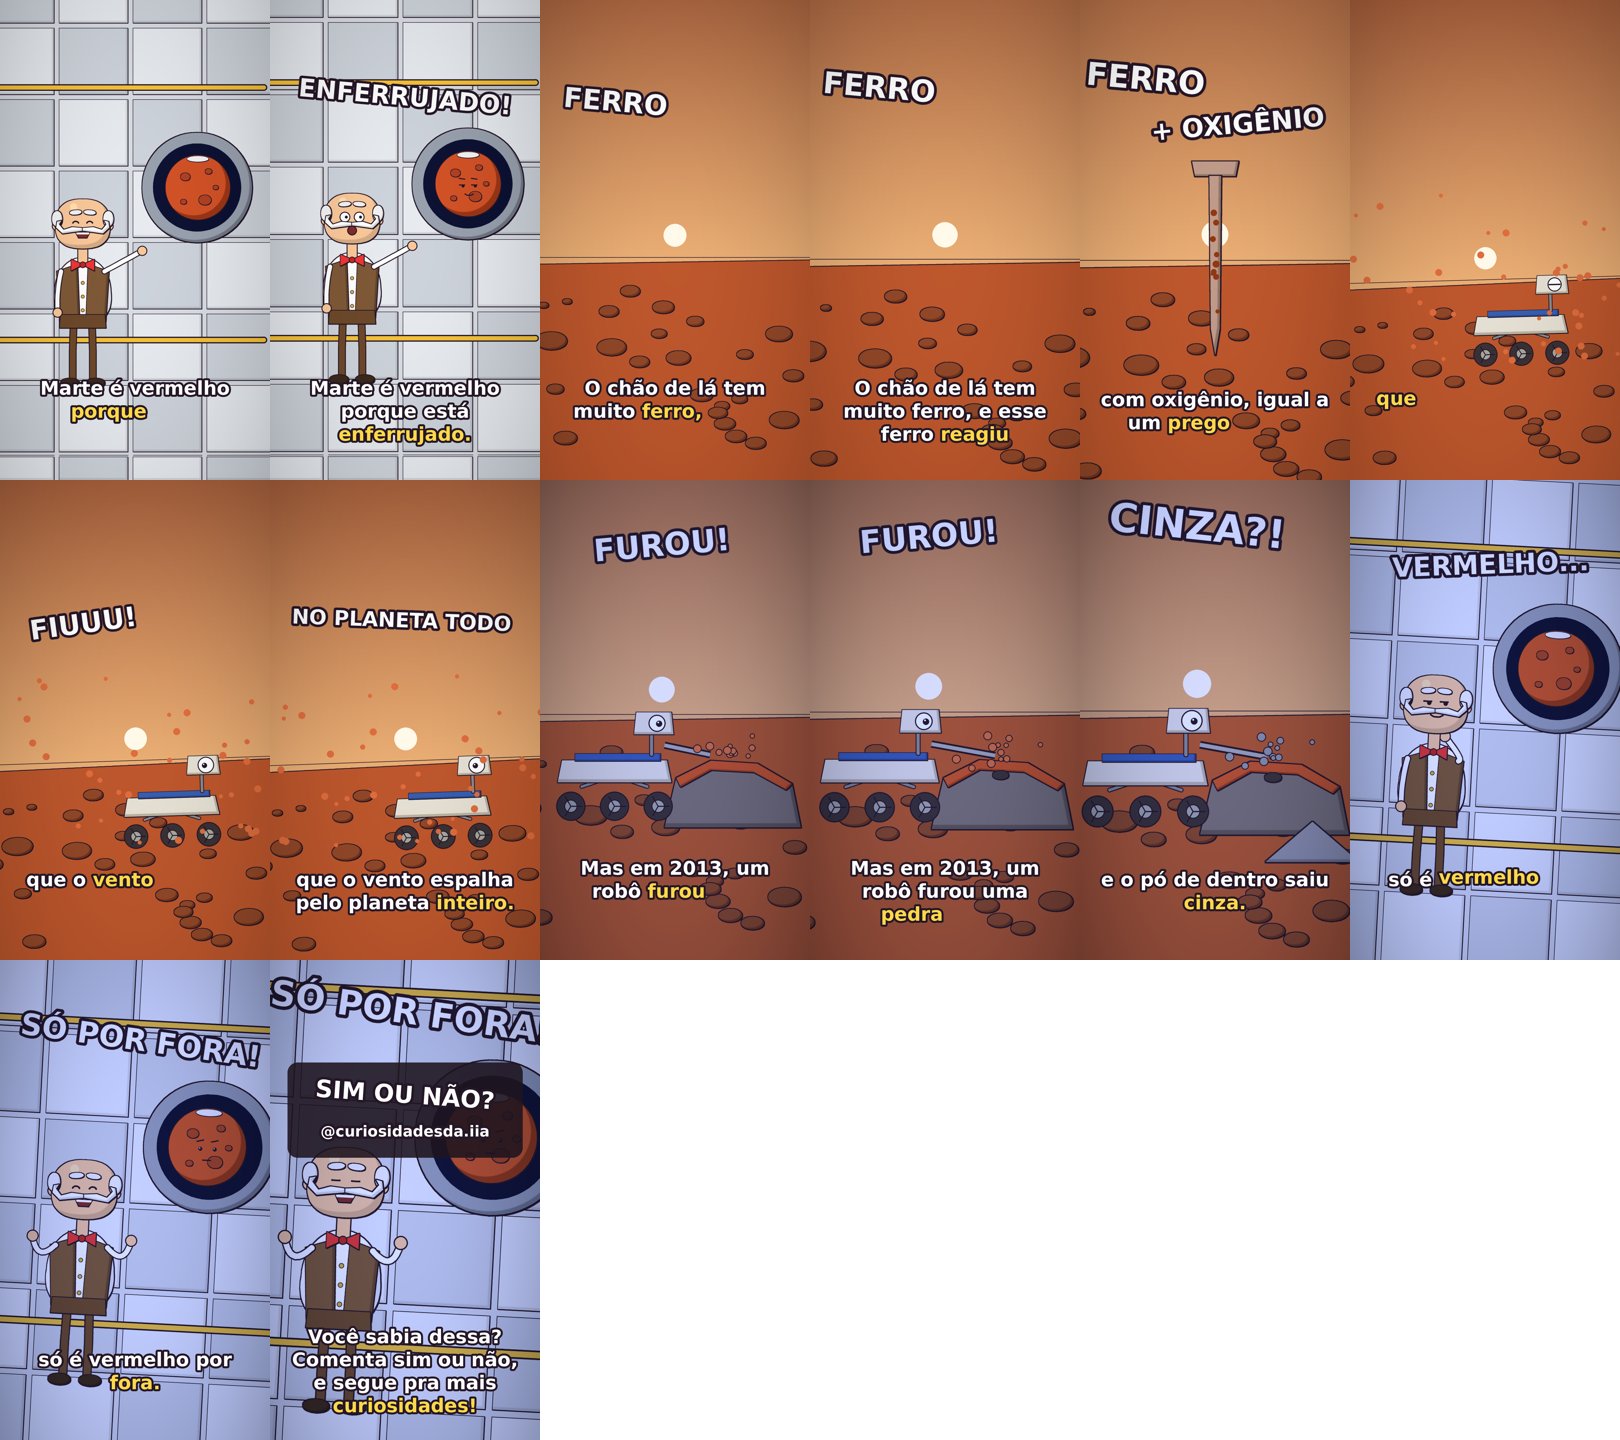 Marte é vermelho
porque
ENFERRUJADO!
Marte é vermelho
porque está
enferrujado.
FERRO
O chão de lá tem
muito ferro,
FERRO
O chão de lá tem
muito ferro, e esse
ferro reagiu
FERRO
+ OXIGÊNIO
com oxigênio, igual a
um prego
que
FIUUU!
que o vento
NO PLANETA TODO
que o vento espalha
pelo planeta inteiro.
FUROU!
Mas em 2013, um
robô furou
FUROU!
Mas em 2013, um
robô furou uma
pedra
CINZA?!
e o pó de dentro saiu
cinza.
VERMELHO...
só é vermelho
SÓ POR FORA!
só é vermelho por
fora.
SÓ POR FORA
SIM OU NÃO?
@curiosidadesda.iia
Você sabia dessa?
Comenta sim ou não,
e segue pra mais
curiosidades!